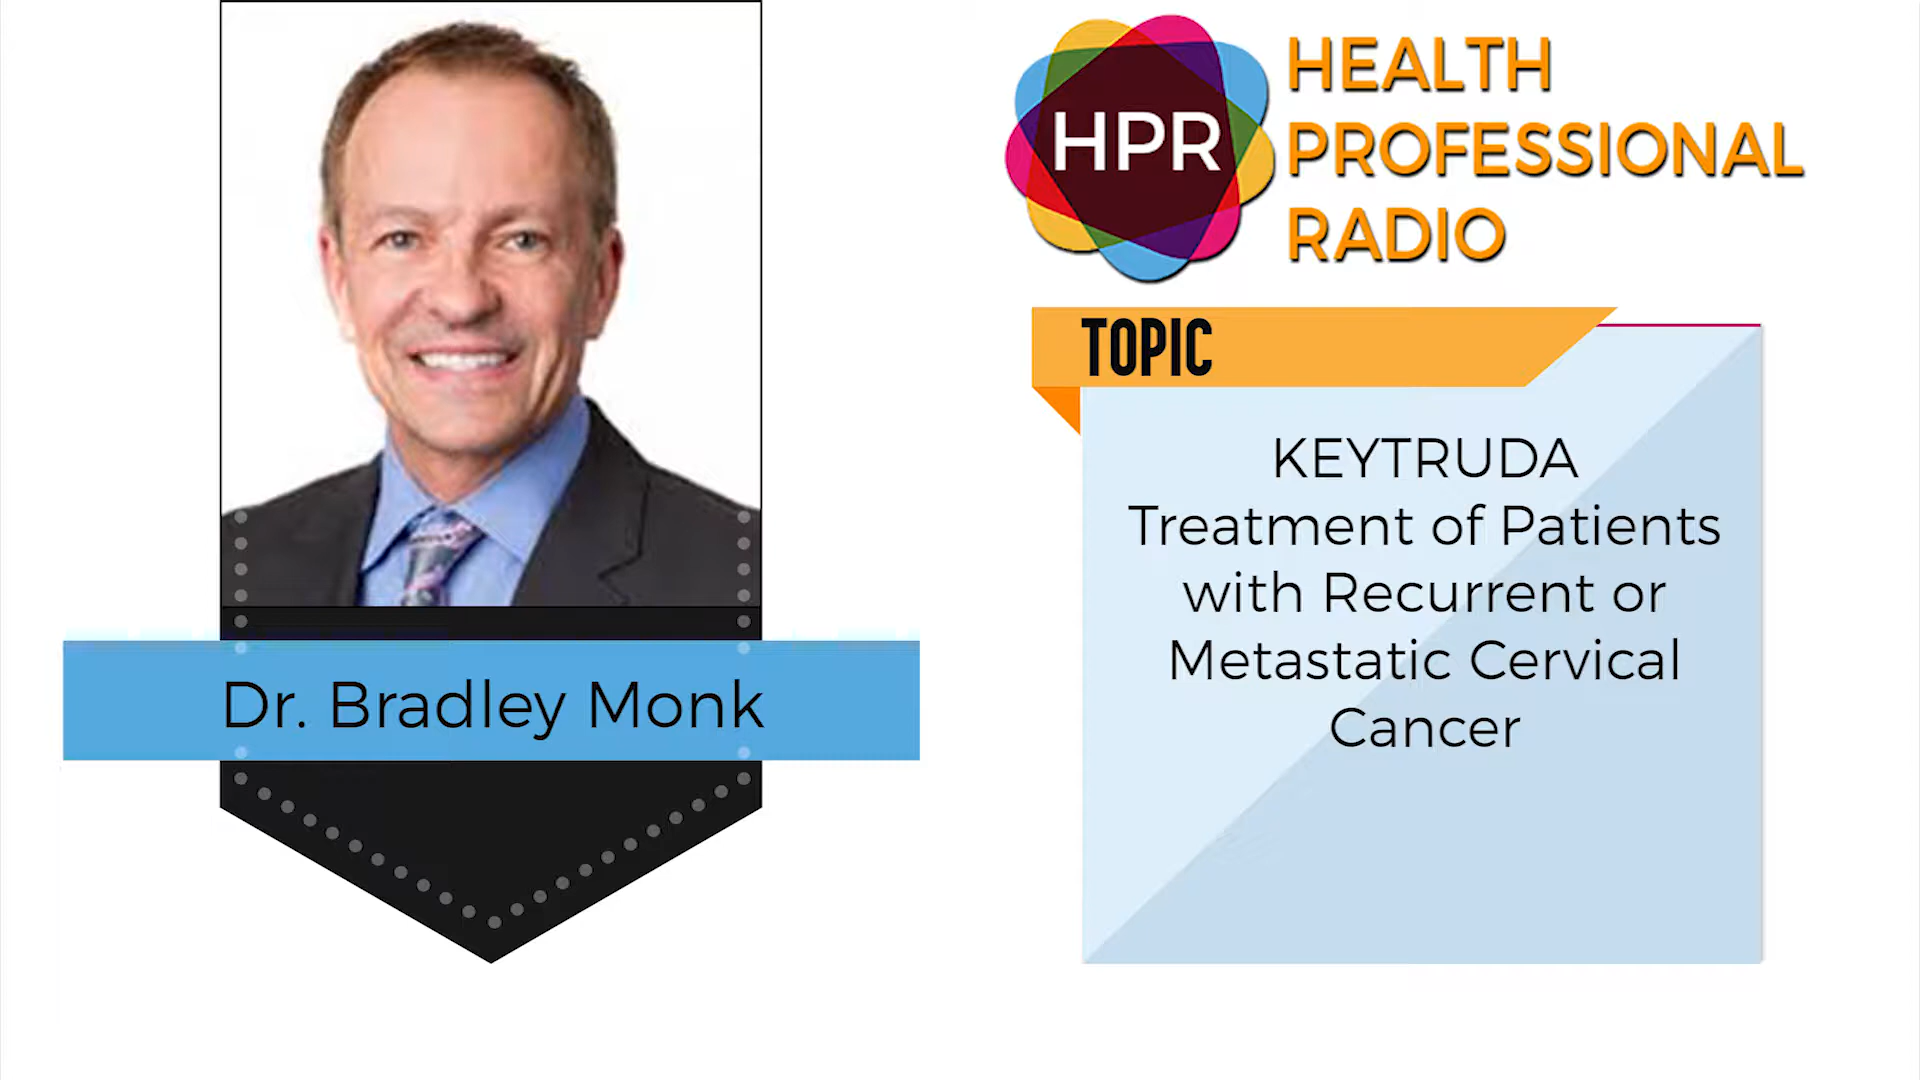 Dr. Bradley Monk
HPR
HEALTH
PROFESSIONAL
RADIO
TOPIC
KEYTRUDA
Treatment of Patients
with Recurrent or
Metastatic Cervical
Cancer